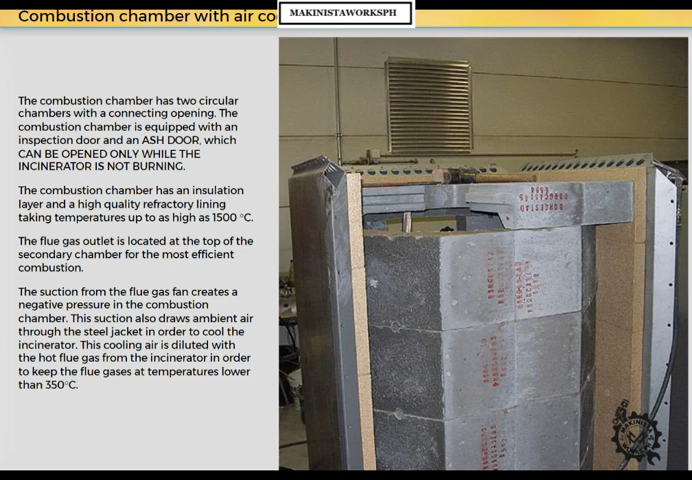 Combustion chamber with air co
MAKINISTAWORKSPH
The combustion chamber has two circular
chambers with a connecting opening. The
combustion chamber is equipped with an
inspection door and an ASH DOOR, which
CAN BE OPENED ONLY WHILE THE
INCINERATOR IS NOT BURNING.
The combustion chamber has an insulation
layer and a high quality refractory lining
taking temperatures up to as high as 1500 °C.
The flue gas outlet is located at the top of the
secondary chamber for the most efficient
combustion.
The suction from the flue gas fan creates a
negative pressure in the combustion
chamber. This suction also draws ambient air
through the steel jacket in order to cool the
incinerator. This cooling air is diluted with
the hot flue gas from the incinerator in order
to keep the flue gases at temperatures lower
than 350°C.